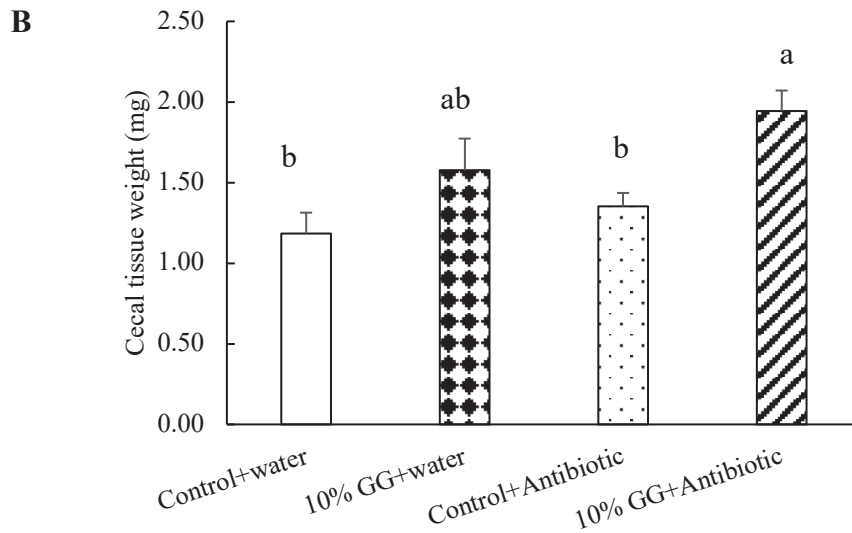 B
Cecal tissue weight (mg)
2.50
2.00
1.50
1.00
0.50
0.00
b
ab
b
a
Control+water
10% GG+water
Control+Antibiotic
10% GG+Antibiotic